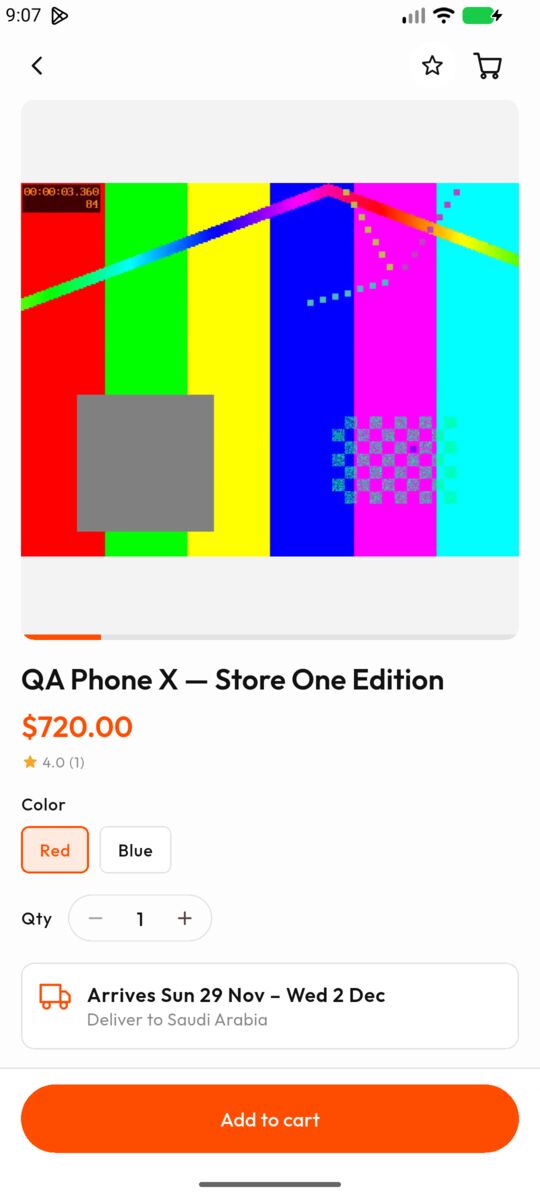 9:07
00:00:03.360
84
QA Phone X — Store One Edition
$720.00
4.0 (1)
Color
Red
Blue
Qty
1
Arrives Sun 29 Nov – Wed 2 Dec
Deliver to Saudi Arabia
Add to cart